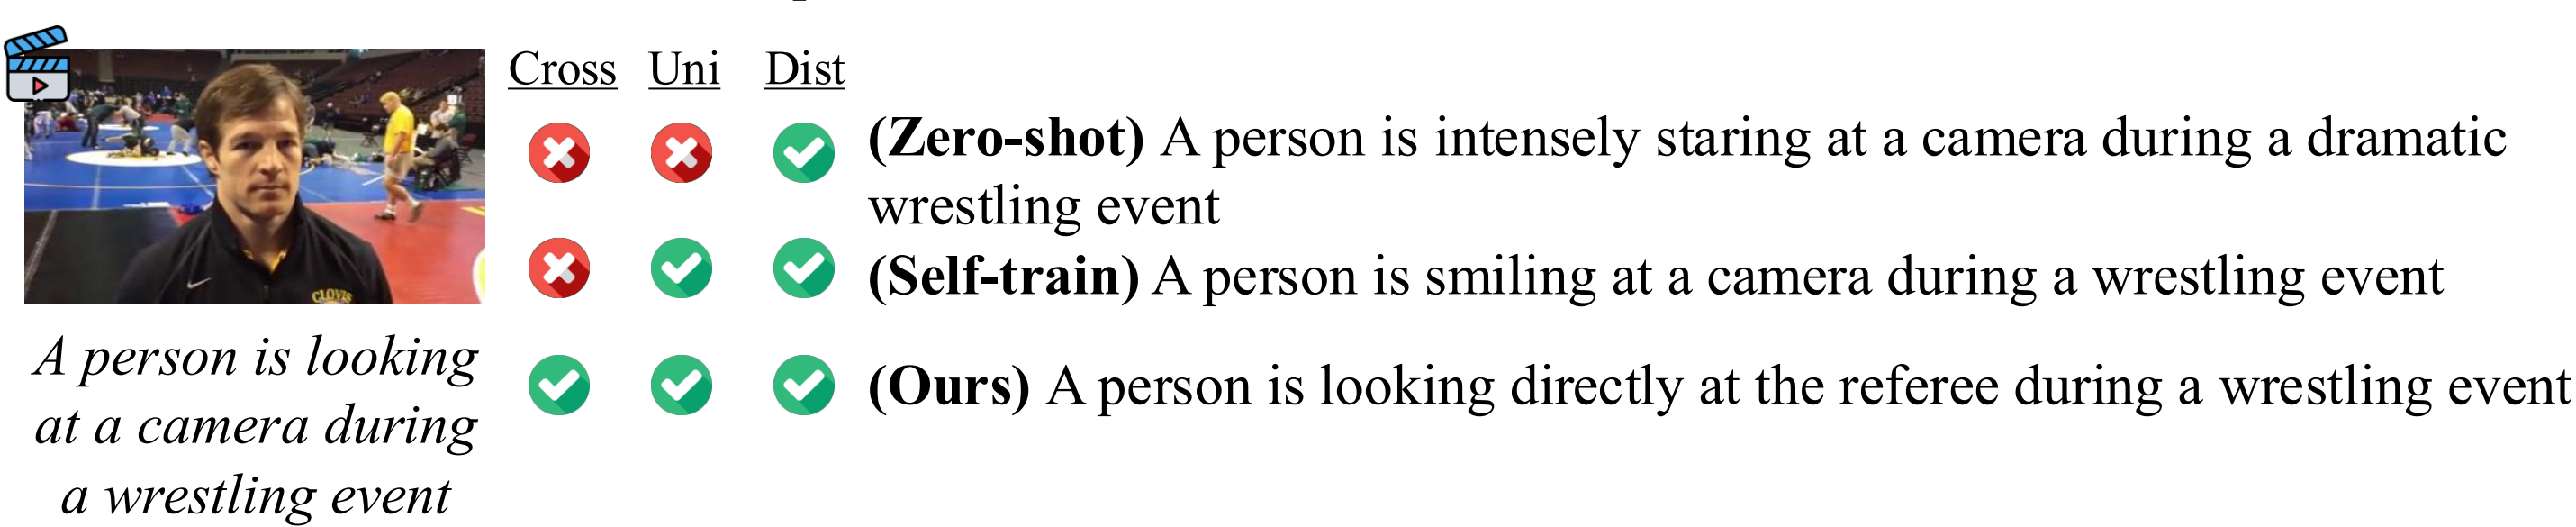 Cross Uni Dist
(Zero-shot) A person is intensely staring at a camera during a dramatic
wrestling event
(Self-train) A person is smiling at a camera during a wrestling event
(Ours) A person is looking directly at the referee during a wrestling event
CLOVIS
A person is looking
at a camera during
a wrestling event